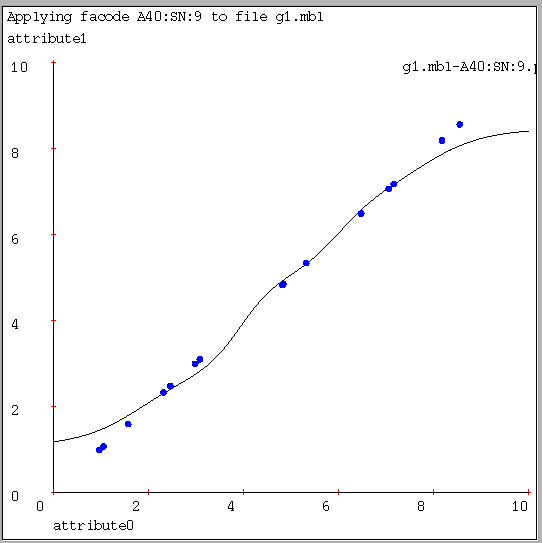 Applying facode A40:SN:9 to file g1.mbl
attribute1
10
g1.mbl-A40:SN:9.p
8
6
4
2
0
0 2 4 6 8 10
attribute0